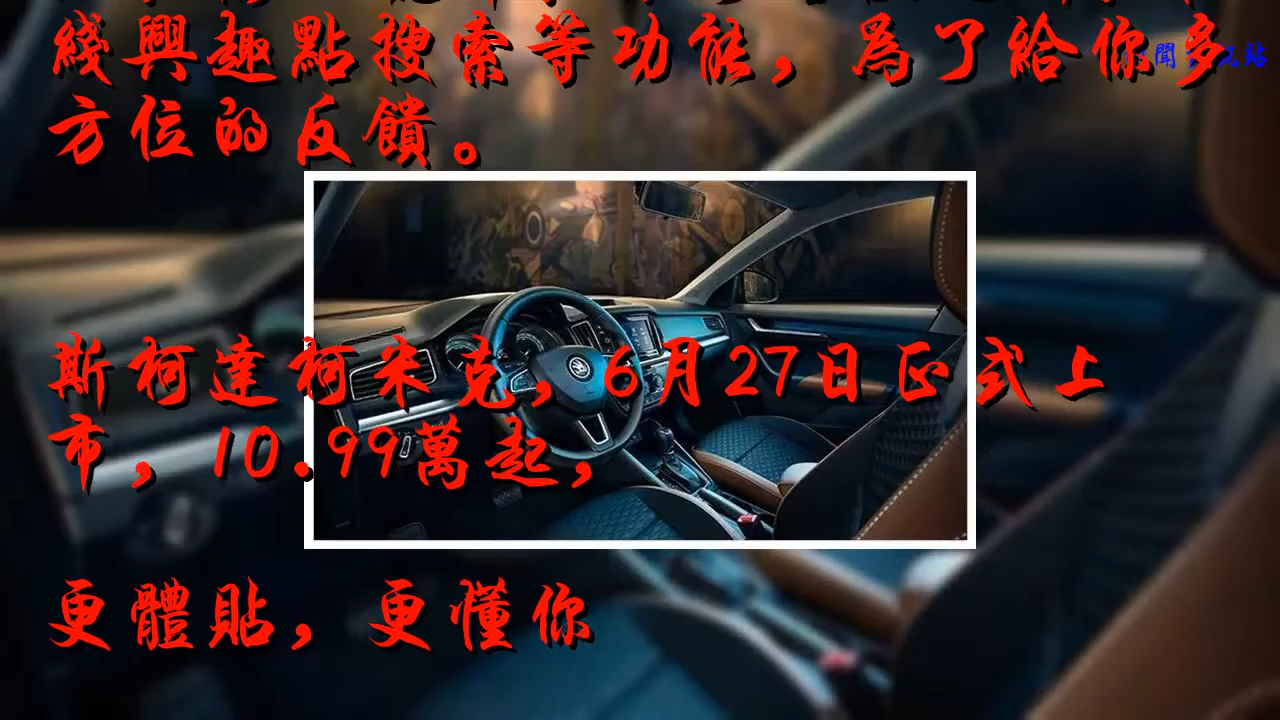 綫興趣點搜索等功能，為了給你多
方位的反饋。
斯柯達柯米克，6月27日正式上
市，10.99萬起，
更體貼，更懂你